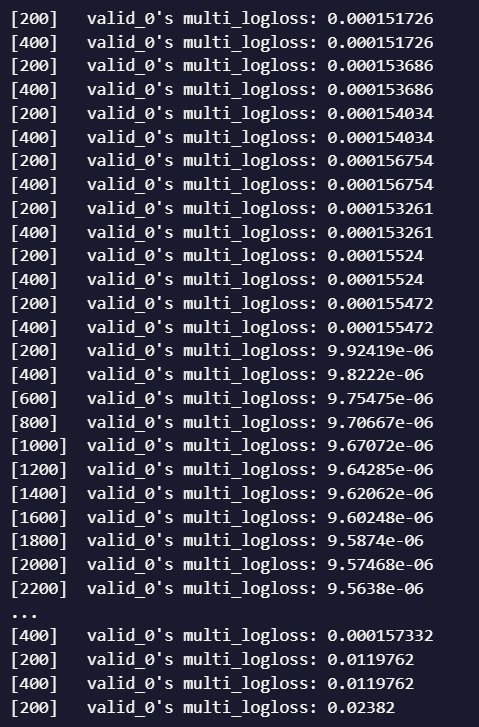 [200]	valid_0's multi_logloss: 0.000151726
[400]	valid_0's multi_logloss: 0.000151726
[200]	valid_0's multi_logloss: 0.000153686
[400]	valid_0's multi_logloss: 0.000153686
[200]	valid_0's multi_logloss: 0.000154034
[400]	valid_0's multi_logloss: 0.000154034
[200]	valid_0's multi_logloss: 0.000156754
[400]	valid_0's multi_logloss: 0.000156754
[200]	valid_0's multi_logloss: 0.000153261
[400]	valid_0's multi_logloss: 0.000153261
[200]	valid_0's multi_logloss: 0.00015524
[400]	valid_0's multi_logloss: 0.00015524
[200]	valid_0's multi_logloss: 0.000155472
[400]	valid_0's multi_logloss: 0.000155472
[200]	valid_0's multi_logloss: 9.92419e-06
[400]	valid_0's multi_logloss: 9.8222e-06
[600]	valid_0's multi_logloss: 9.75475e-06
[800]	valid_0's multi_logloss: 9.70667e-06
[1000]	valid_0's multi_logloss: 9.67072e-06
[1200]	valid_0's multi_logloss: 9.64285e-06
[1400]	valid_0's multi_logloss: 9.62062e-06
[1600]	valid_0's multi_logloss: 9.60248e-06
[1800]	valid_0's multi_logloss: 9.5874e-06
[2000]	valid_0's multi_logloss: 9.57468e-06
[2200]	valid_0's multi_logloss: 9.5638e-06
...
[400]	valid_0's multi_logloss: 0.000157332
[200]	valid_0's multi_logloss: 0.0119762
[400]	valid_0's multi_logloss: 0.0119762
[200]	valid_0's multi_logloss: 0.02382